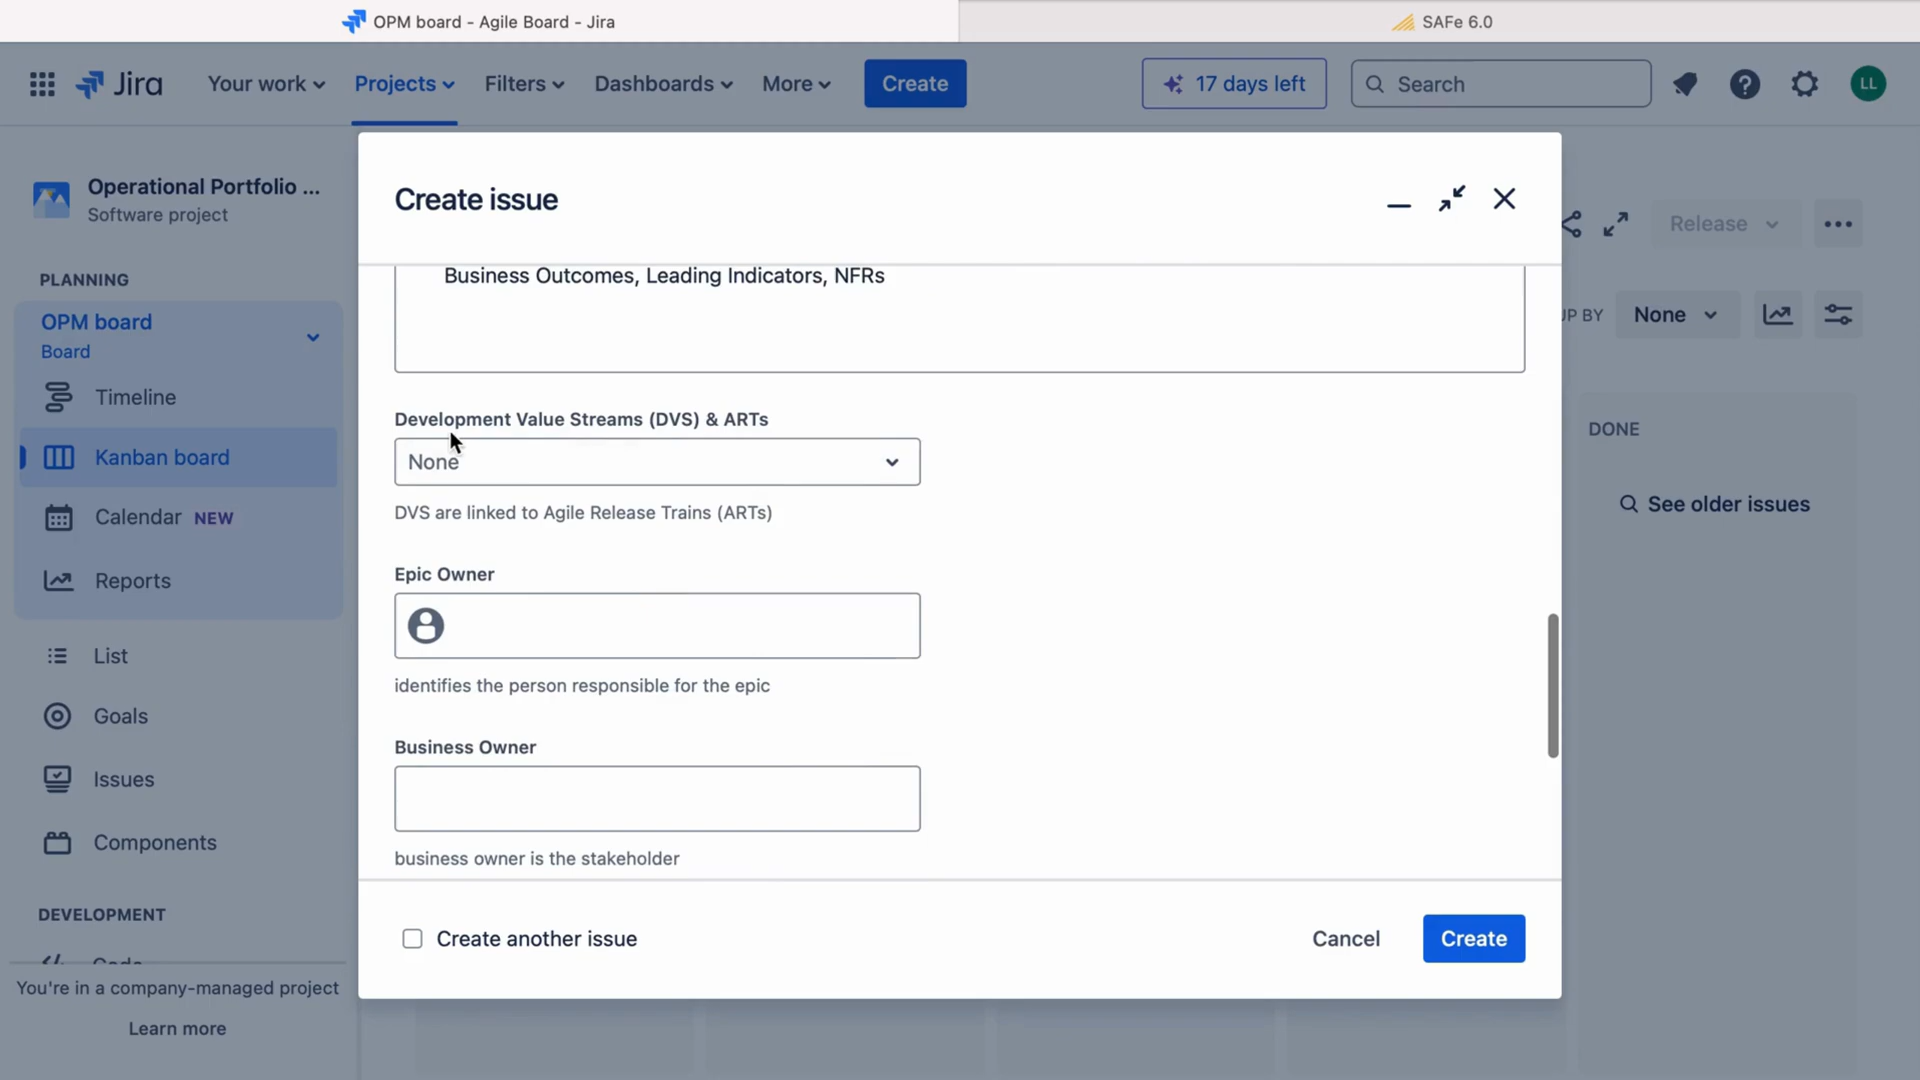 OPM board - Agile Board - Jira
SAFe 6.0
Jira
Your work
Projects
Filters
Dashboards
More
Create
17 days left
Search
LL
Operational Portfolio ...
Software project
PLANNING
OPM board
Board
Timeline
Kanban board
Calendar NEW
Reports
List
Goals
Issues
Components
DEVELOPMENT
You're in a company-managed project
Learn more
Create issue
Business Outcomes, Leading Indicators, NFRs
Development Value Streams (DVS) & ARTs
None
DVS are linked to Agile Release Trains (ARTs)
Epic Owner
identifies the person responsible for the epic
Business Owner
business owner is the stakeholder
Create another issue
Cancel
Create
Release
BY
None
DONE
See older issues